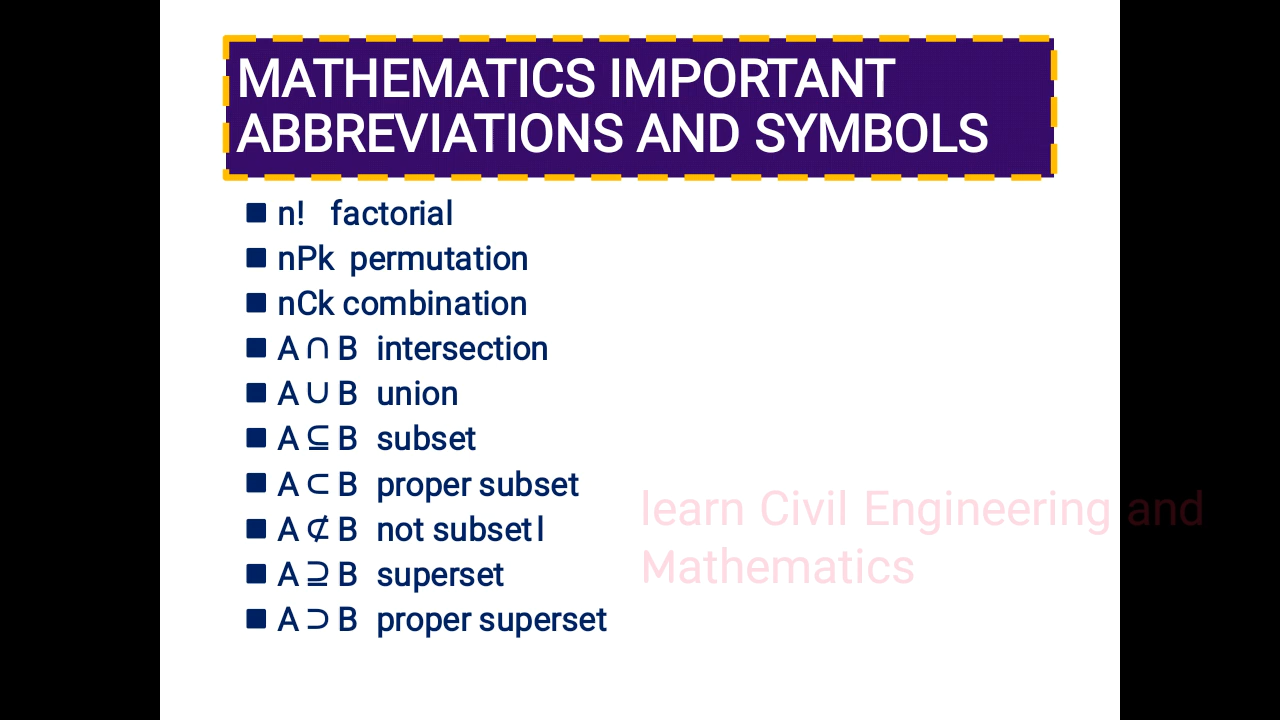 MATHEMATICS IMPORTANT
ABBREVIATIONS AND SYMBOLS
n! factorial
nPk permutation
nCk combination
A ∩ B intersection
A ∪ B union
A ⊆ B subset
A ⊂ B proper subset
A ⊄ B not subset l
A ⊇ B superset
A ⊃ B proper superset
learn Civil Engineering and
Mathematics